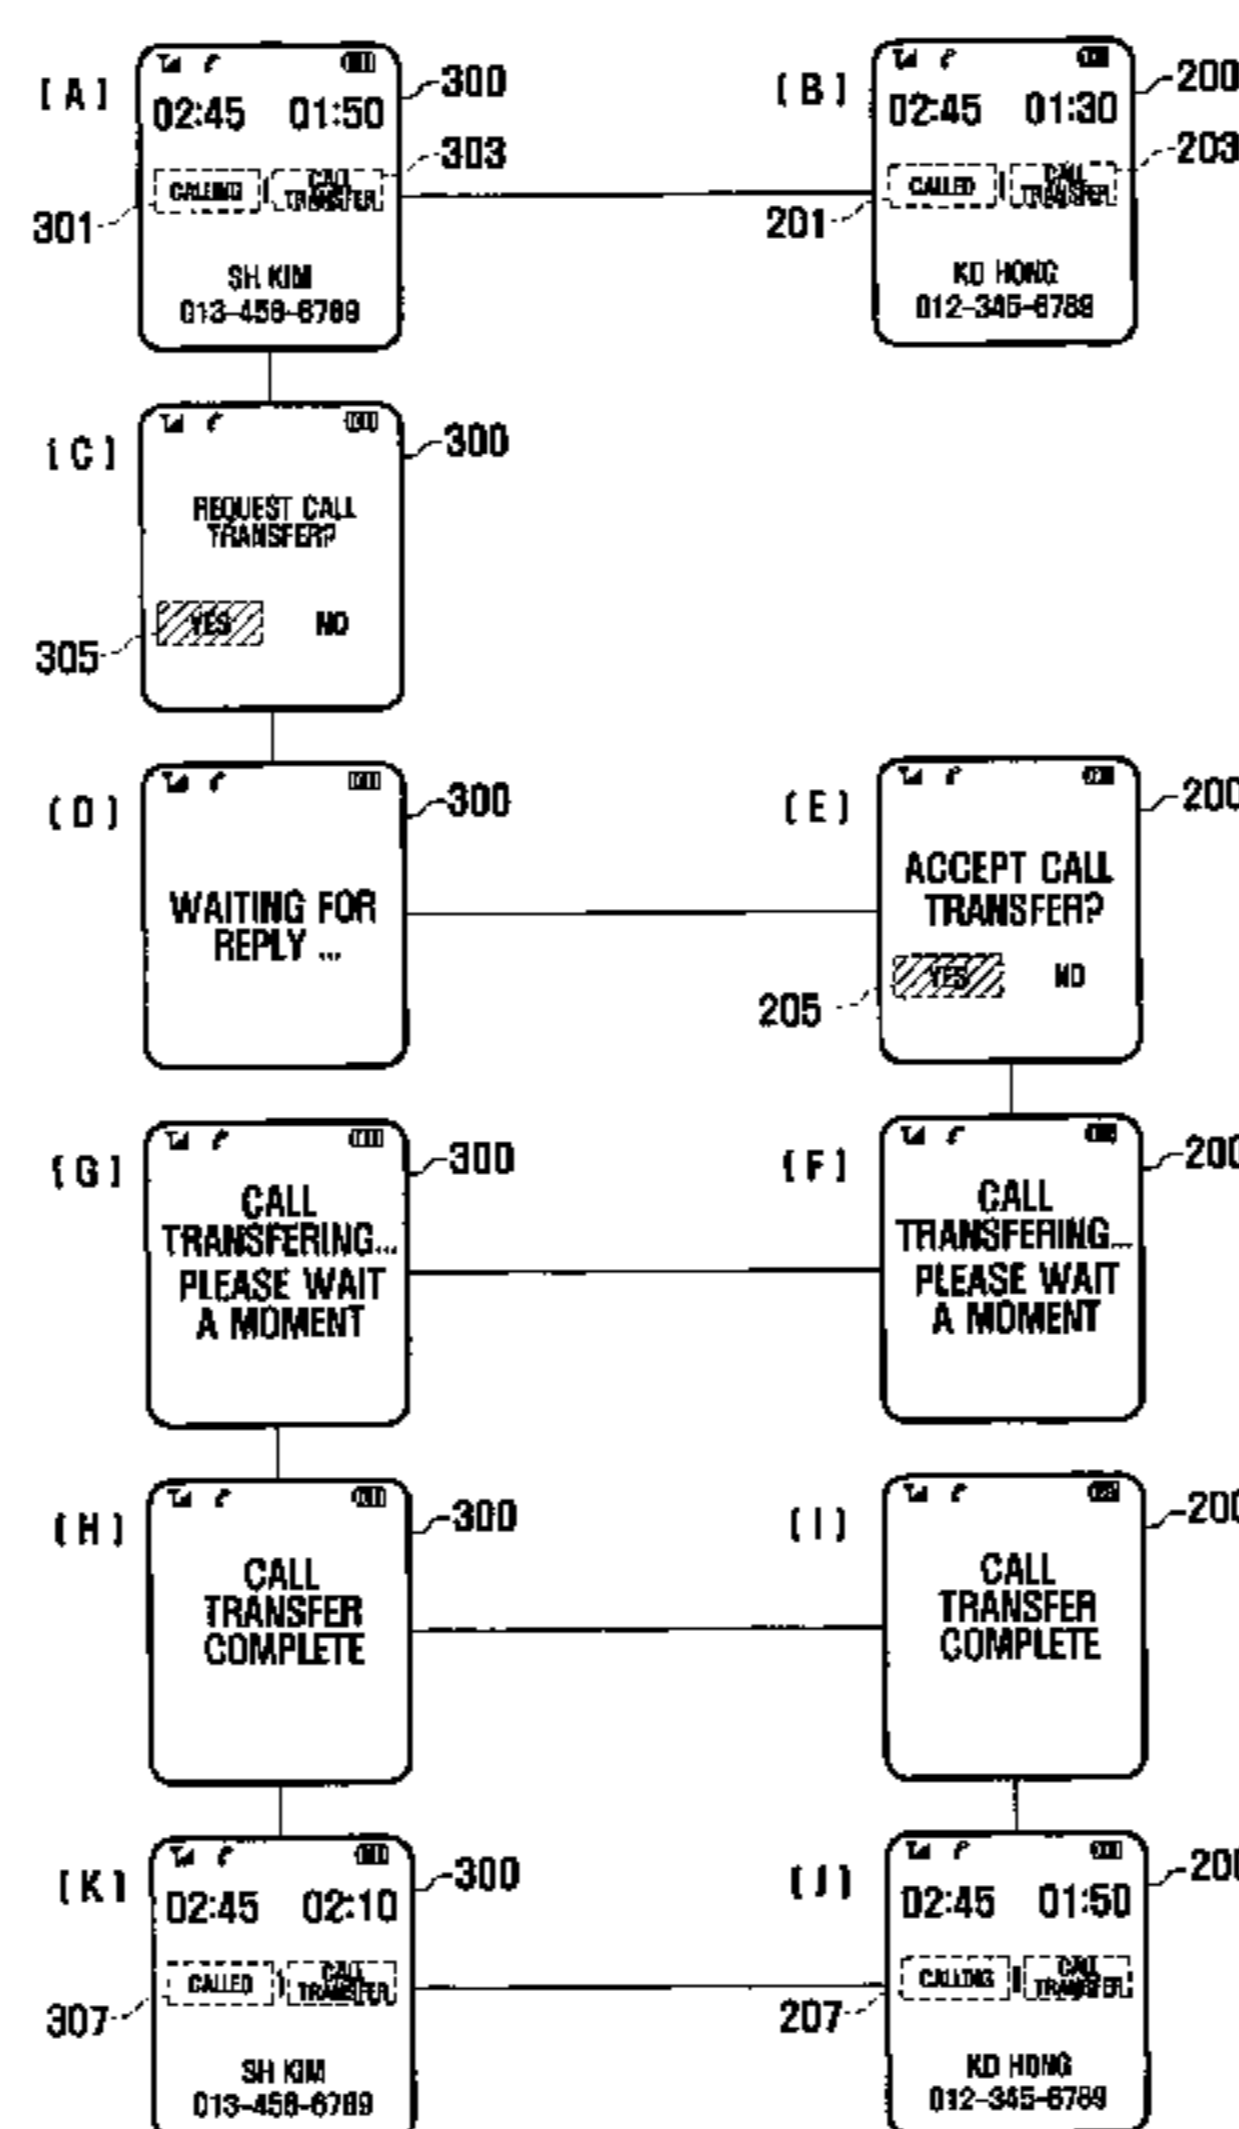 [A]
300
02:45 01:50
303
CALLING
CALL
TRANSFER
301
SH KIM
013-456-6789
[B]
200
02:45 01:30
203
CALLED
CALL
TRANSFER
201
KD HONG
012-345-6789
[C]
300
REQUEST CALL
TRANSFER?
YES NO
305
[D]
300
WAITING FOR
REPLY ...
[E]
200
ACCEPT CALL
TRANSFER?
YES NO
205
[G]
300
CALL
TRANSFERING...
PLEASE WAIT
A MOMENT
[F]
200
CALL
TRANSFERING...
PLEASE WAIT
A MOMENT
[H]
300
CALL
TRANSFER
COMPLETE
[I]
200
CALL
TRANSFER
COMPLETE
[K]
300
02:45 02:10
CALLED
CALL
TRANSFER
307
SH KIM
013-456-6789
[J]
200
02:45 01:50
CALLING
CALL
TRANSFER
207
KD HONG
012-345-6789